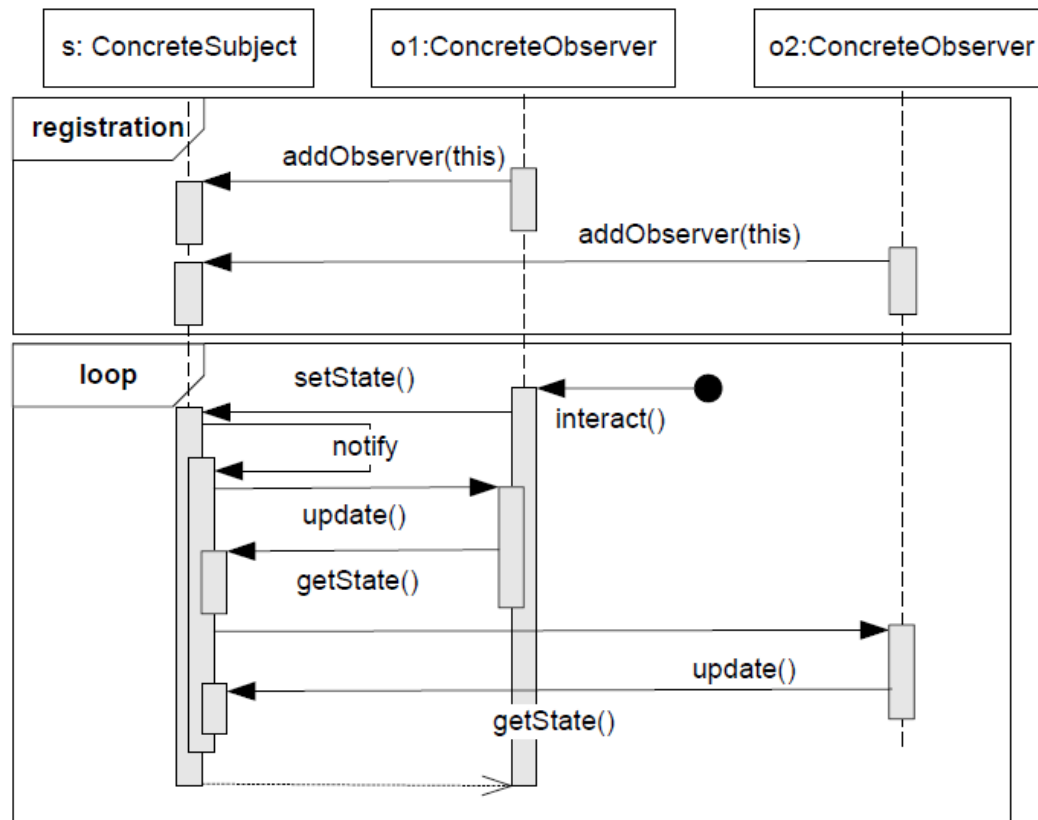 s: ConcreteSubject
o1:ConcreteObserver
o2:ConcreteObserver
registration
addObserver(this)
addObserver(this)
loop
setState()
interact()
notify
update()
getState()
update()
getState()